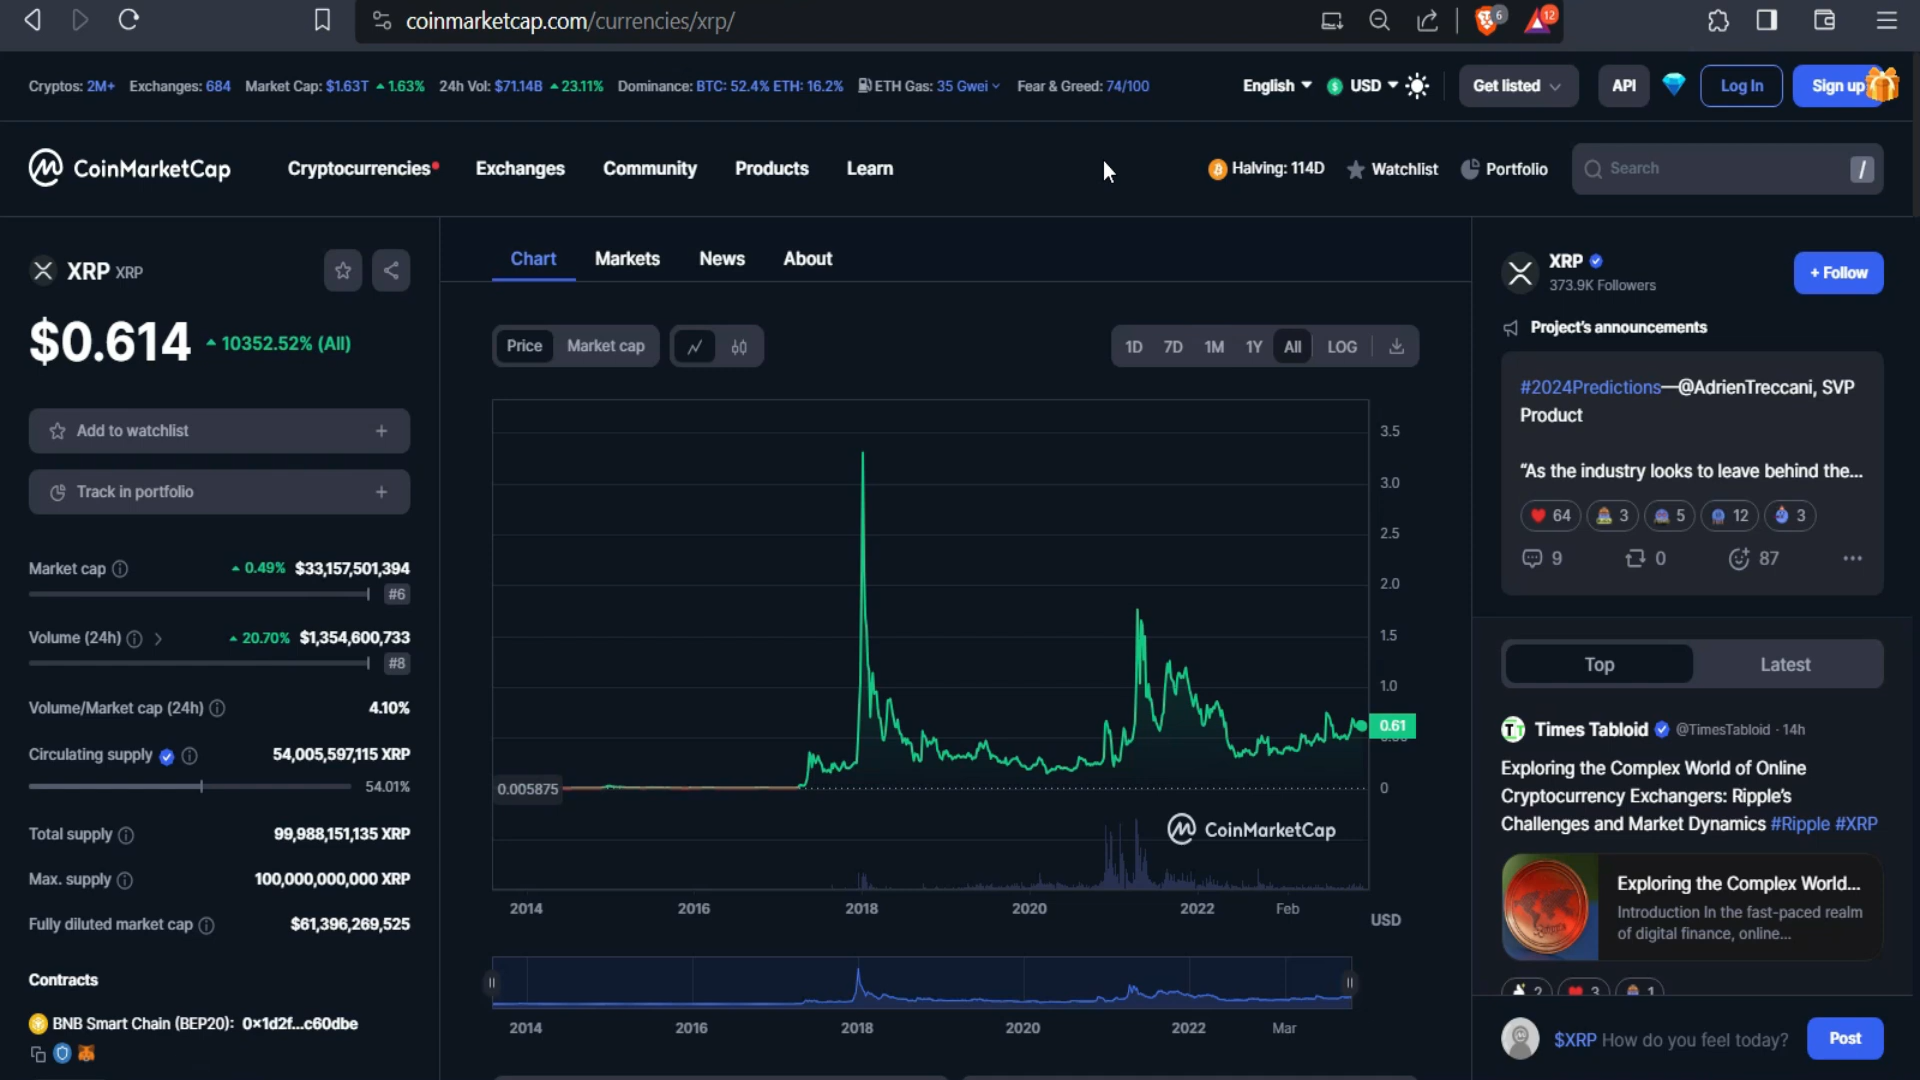 coinmarketcap.com/currencies/xrp/
6
12
Cryptos: 2M+ Exchanges: 684 Market Cap: $1.63T 1.63% 24h Vol: $71.14B 23.11% Dominance: BTC: 52.4% ETH: 16.2% ETH Gas: 35 Gwei Fear & Greed: 74/100
English USD Get listed API Log In Sign up
CoinMarketCap Cryptocurrencies Exchanges Community Products Learn
Halving: 114D Watchlist Portfolio Search /
XRP XRP
$0.614 10352.52% (All)
Add to watchlist +
Track in portfolio +
Market cap 0.49% $33,157,501,394
#6
Volume (24h) 20.70% $1,354,600,733
#8
Volume/Market cap (24h) 4.10%
Circulating supply 54,005,597,115 XRP
54.01%
Total supply 99,988,151,135 XRP
Max. supply 100,000,000,000 XRP
Fully diluted market cap $61,396,269,525
Contracts
BNB Smart Chain (BEP20): 0x1d2f...c60dbe
Chart Markets News About
Price Market cap
1D 7D 1M 1Y All LOG
3.5
3.0
2.5
2.0
1.5
1.0
0.61
0
0.005875
CoinMarketCap
2014 2016 2018 2020 2022 Feb
USD
2014 2016 2018 2020 2022 Mar
XRP
373.9K Followers
+ Follow
Project's announcements
#2024Predictions—@AdrienTreccani, SVP
Product
“As the industry looks to leave behind the...
64 3 5 12 3
9 0 87 ...
Top Latest
Times Tabloid @TimesTabloid · 14h
Exploring the Complex World of Online
Cryptocurrency Exchangers: Ripple's
Challenges and Market Dynamics #Ripple #XRP
Exploring the Complex World...
Introduction In the fast-paced realm
of digital finance, online...
2 3 1
$XRP How do you feel today? Post